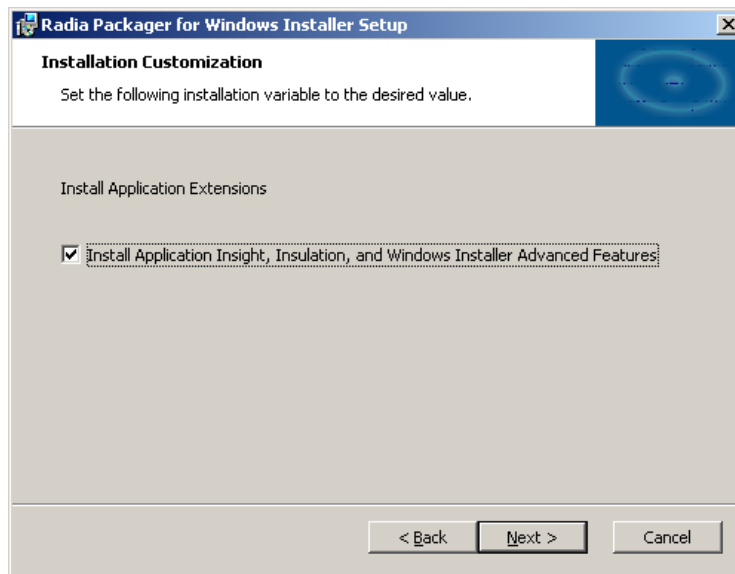 Radia Packager for Windows Installer Setup
Installation Customization
Set the following installation variable to the desired value.
Install Application Extensions
Install Application Insight, Insulation, and Windows Installer Advanced Features
< Back
Next >
Cancel